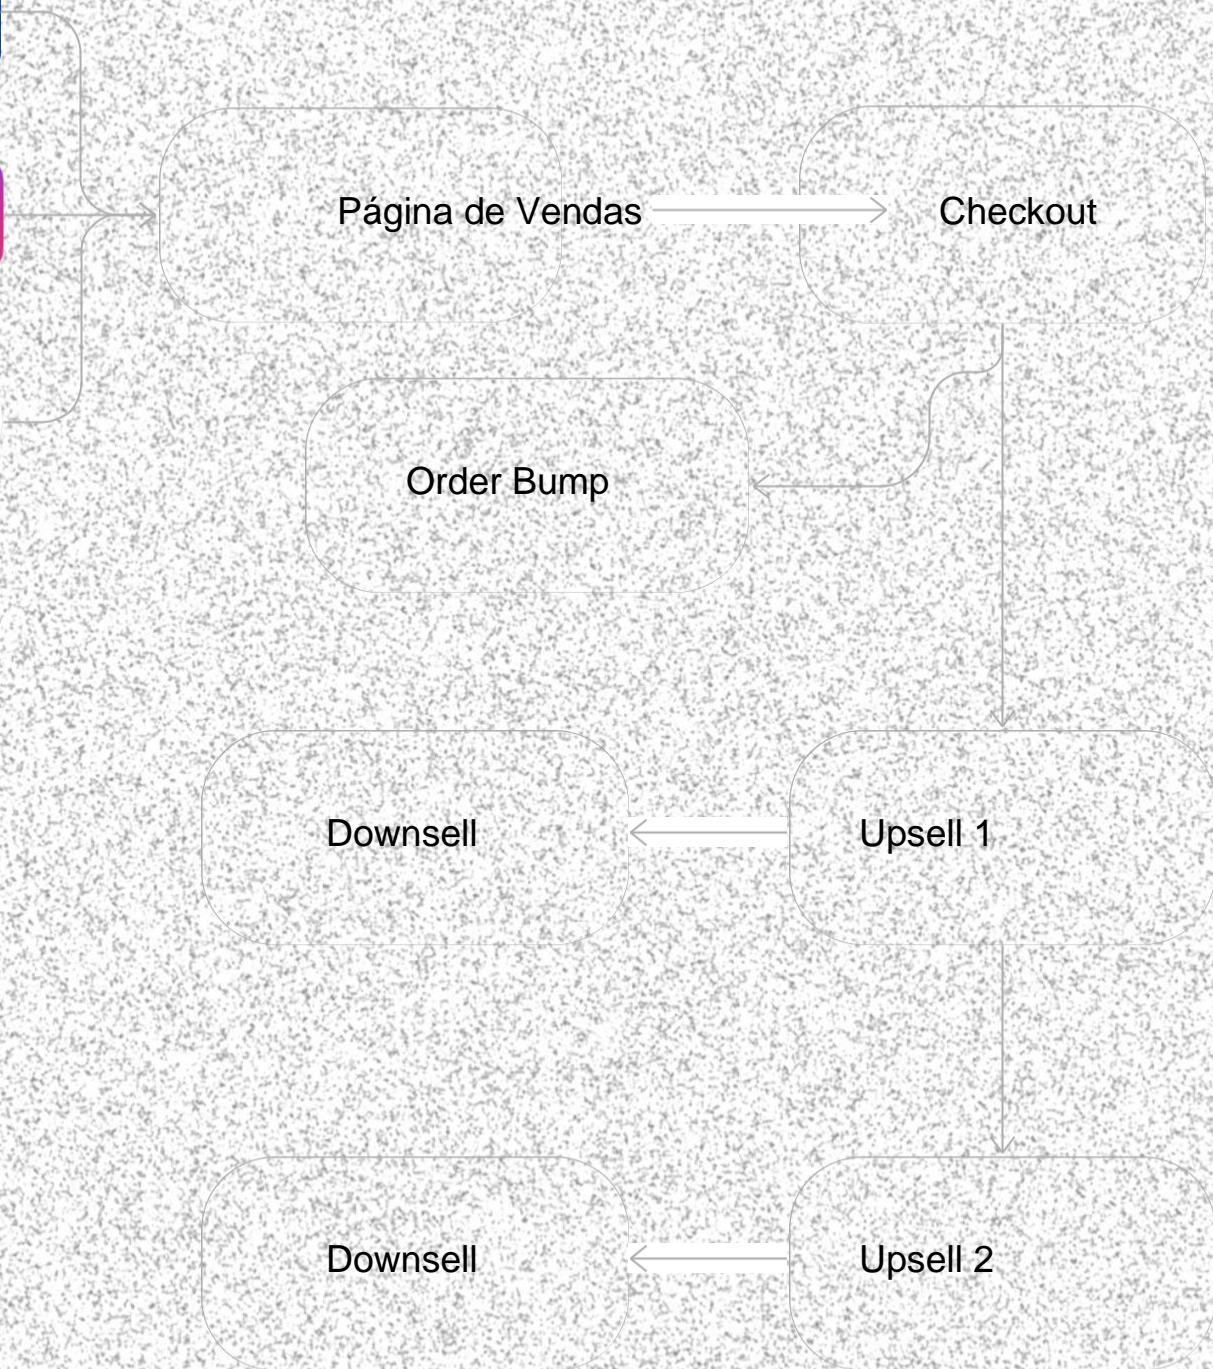 Página de Vendas
Checkout
Order Bump
Downsell
Upsell 1
Downsell
Upsell 2